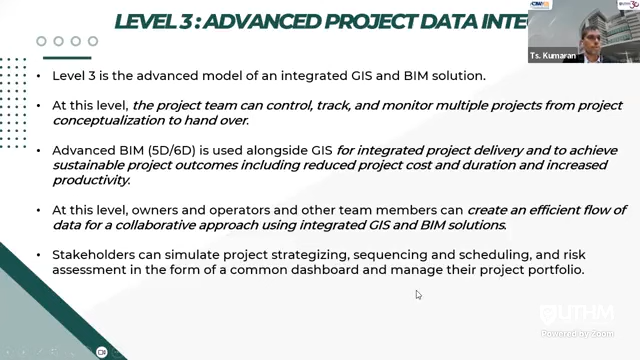 LEVEL 3 : ADVANCED PROJECT DATA INTE
Ts. Kumaran
• Level 3 is the advanced model of an integrated GIS and BIM solution.
• At this level, the project team can control, track, and monitor multiple projects from project
conceptualization to hand over.
• Advanced BIM (5D/6D) is used alongside GIS for integrated project delivery and to achieve
sustainable project outcomes including reduced project cost and duration and increased
productivity.
• At this level, owners and operators and other team members can create an efficient flow of
data for a collaborative approach using integrated GIS and BIM solutions.
• Stakeholders can simulate project strategizing, sequencing and scheduling, and risk
assessment in the form of a common dashboard and manage their project portfolio.
UTHM
Powered by Zoom